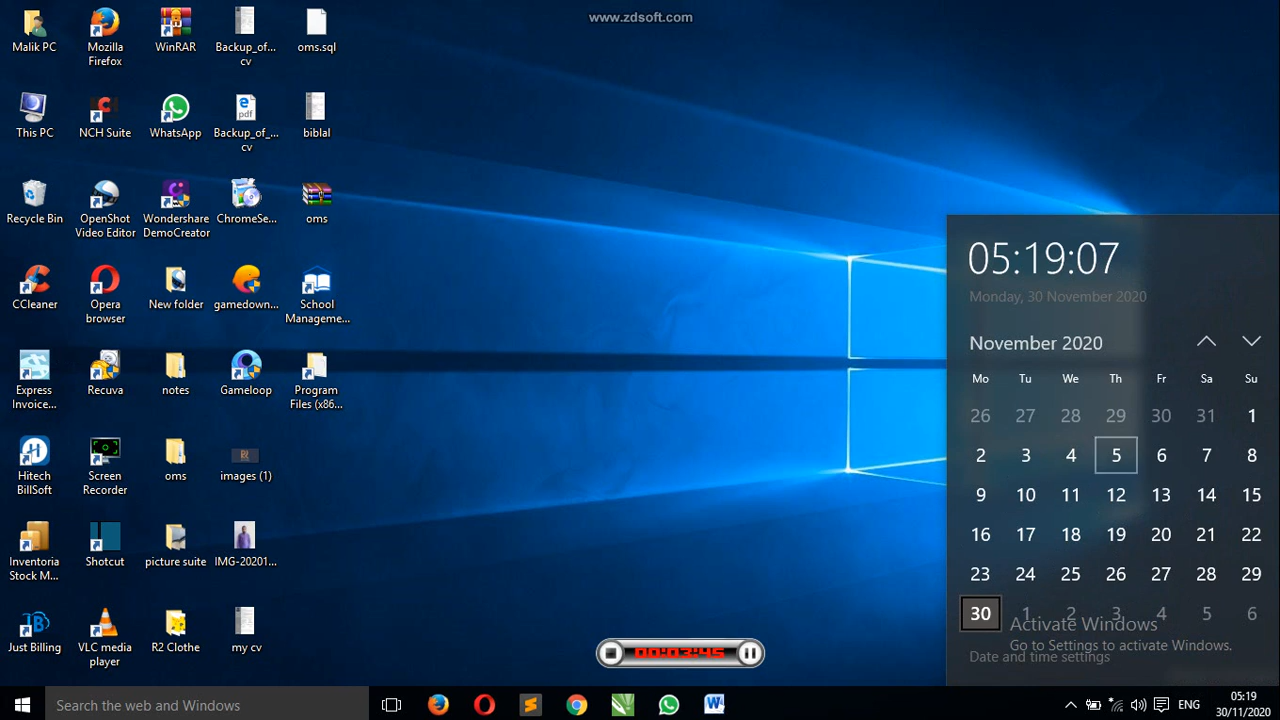 www.zdsoft.com
Malik PC
Mozilla
Firefox
WinRAR
Backup_of...
cv
oms.sql
This PC
NCH Suite
WhatsApp
Backup_of_...
cv
biblal
Recycle Bin
OpenShot
Video Editor
Wondershare
DemoCreator
ChromeSe...
oms
CCleaner
Opera
browser
New folder
gamedown...
School
Manageme...
Express
Invoice...
Recuva
notes
Gameloop
Program
Files (x86...
Hitech
BillSoft
Screen
Recorder
oms
images (1)
Inventoria
Stock M...
Shotcut
picture suite
IMG-20201...
Just Billing
VLC media
player
R2 Clothe
my cv
05:19:07
Monday, 30 November 2020
November 2020
Mo Tu We Th Fr Sa Su
26 27 28 29 30 31 1
2 3 4 5 6 7 8
9 10 11 12 13 14 15
16 17 18 19 20 21 22
23 24 25 26 27 28 29
30 1 2 3 4 5 6
Activate Windows
Go to Settings to activate Windows.
Date and time settings
00:03:45
Search the web and Windows
ENG
05:19
30/11/2020